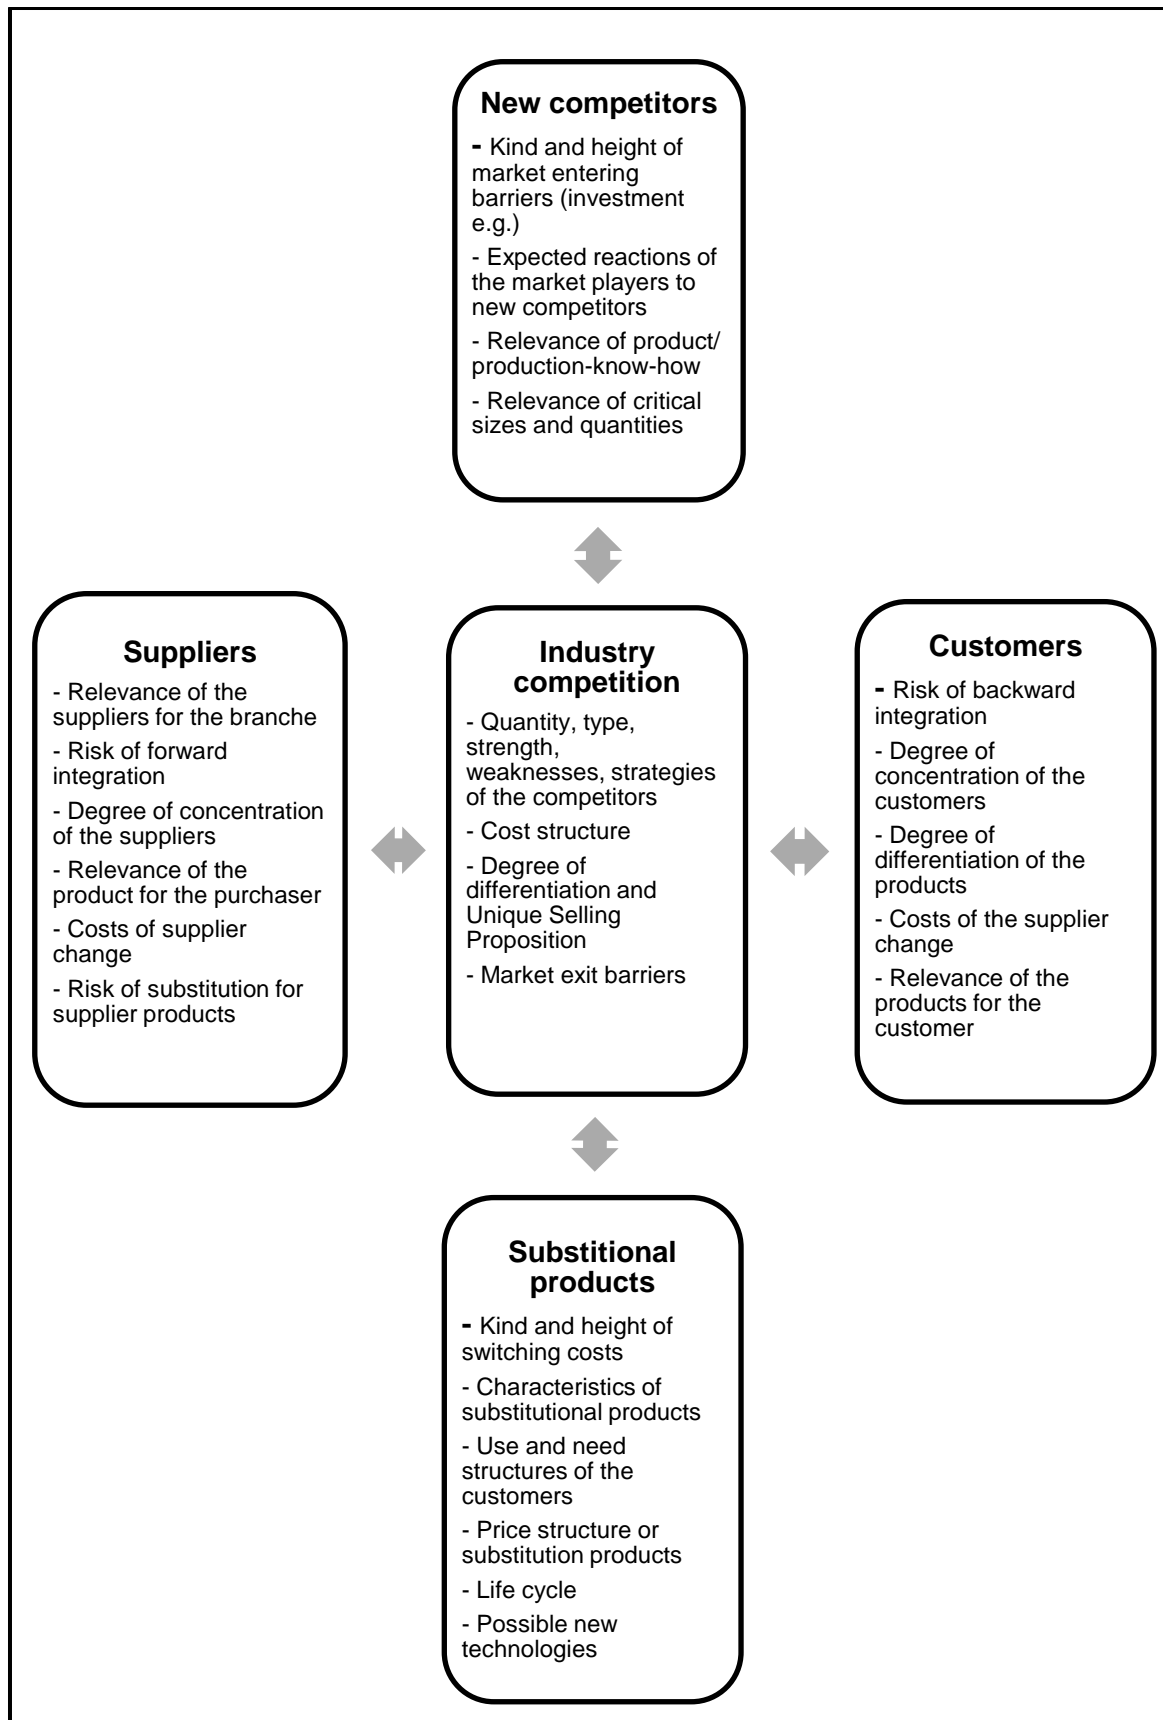 New competitors
- Kind and height of
market entering
barriers (investment
e.g.)
- Expected reactions of
the market players to
new competitors
- Relevance of product/
production-know-how
- Relevance of critical
sizes and quantities
Suppliers
- Relevance of the
suppliers for the branche
- Risk of forward
integration
- Degree of concentration
of the suppliers
- Relevance of the
product for the purchaser
- Costs of supplier
change
- Risk of substitution for
supplier products
Industry
competition
- Quantity, type,
strength,
weaknesses, strategies
of the competitors
- Cost structure
- Degree of
differentiation and
Unique Selling
Proposition
- Market exit barriers
Customers
- Risk of backward
integration
- Degree of
concentration of the
customers
- Degree of
differentiation of the
products
- Costs of the supplier
change
- Relevance of the
products for the
customer
Substitional
products
- Kind and height of
switching costs
- Characteristics of
substitutional products
- Use and need
structures of the
customers
- Price structure or
substitution products
- Life cycle
- Possible new
technologies